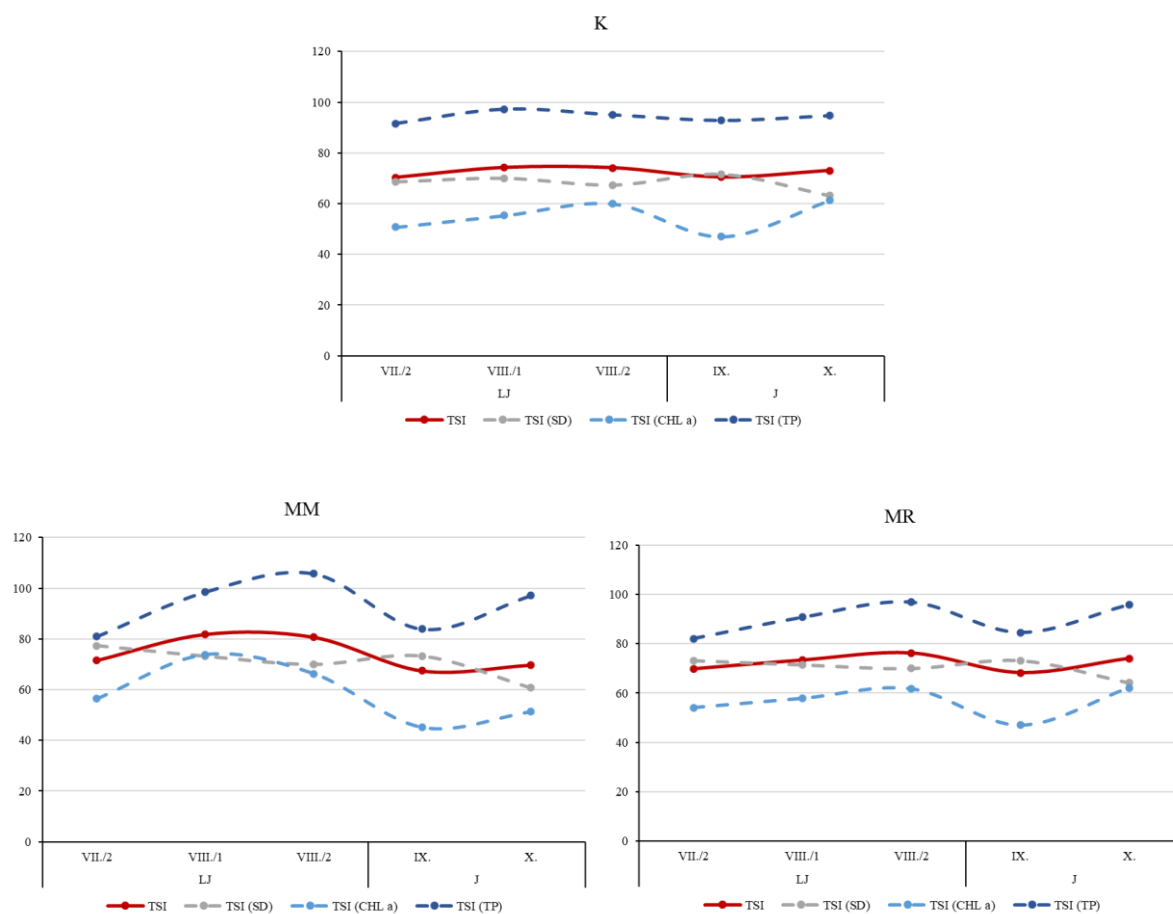 K
120
100
80
60
40
20
0
VII./2 VIII./1 VIII./2 IX. X.
LJ J
TSI TSI (SD) TSI (CHL a) TSI (TP)
MM
120
100
80
60
40
20
0
VII./2 VIII./1 VIII./2 IX. X.
LJ J
TSI TSI (SD) TSI (CHL a) TSI (TP)
MR
120
100
80
60
40
20
0
VII./2 VIII./1 VIII./2 IX. X.
LJ J
TSI TSI (SD) TSI (CHL a) TSI (TP)